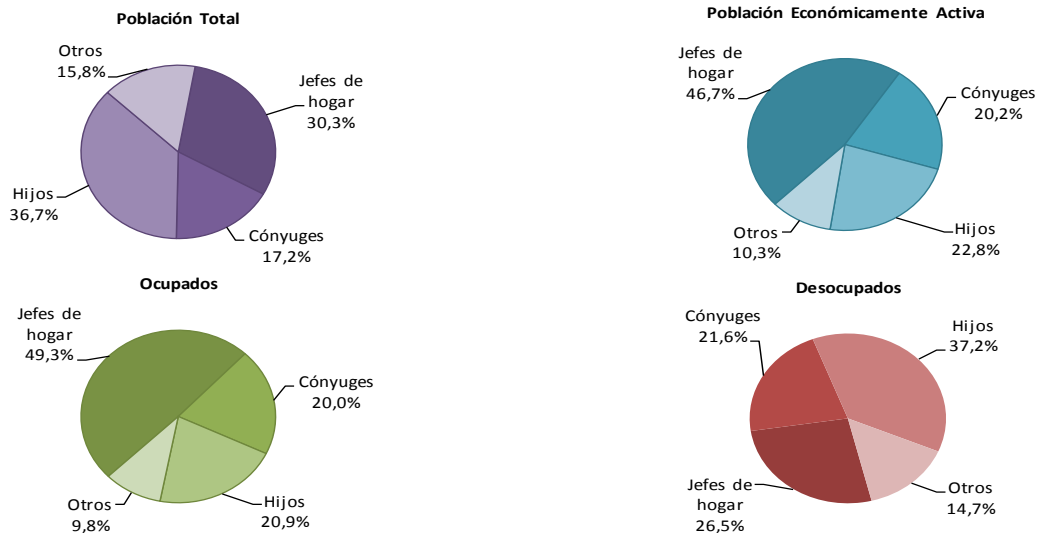 Población Total
Otros
15,8%
Jefes de
hogar
30,3%
Hijos
36,7%
Cónyuges
17,2%
Población Económicamente Activa
Jefes de
hogar
46,7%
Cónyuges
20,2%
Otros
10,3%
Hijos
22,8%
Ocupados
Jefes de
hogar
49,3%
Cónyuges
20,0%
Otros
9,8%
Hijos
20,9%
Desocupados
Cónyuges
21,6%
Hijos
37,2%
Jefes de
hogar
26,5%
Otros
14,7%